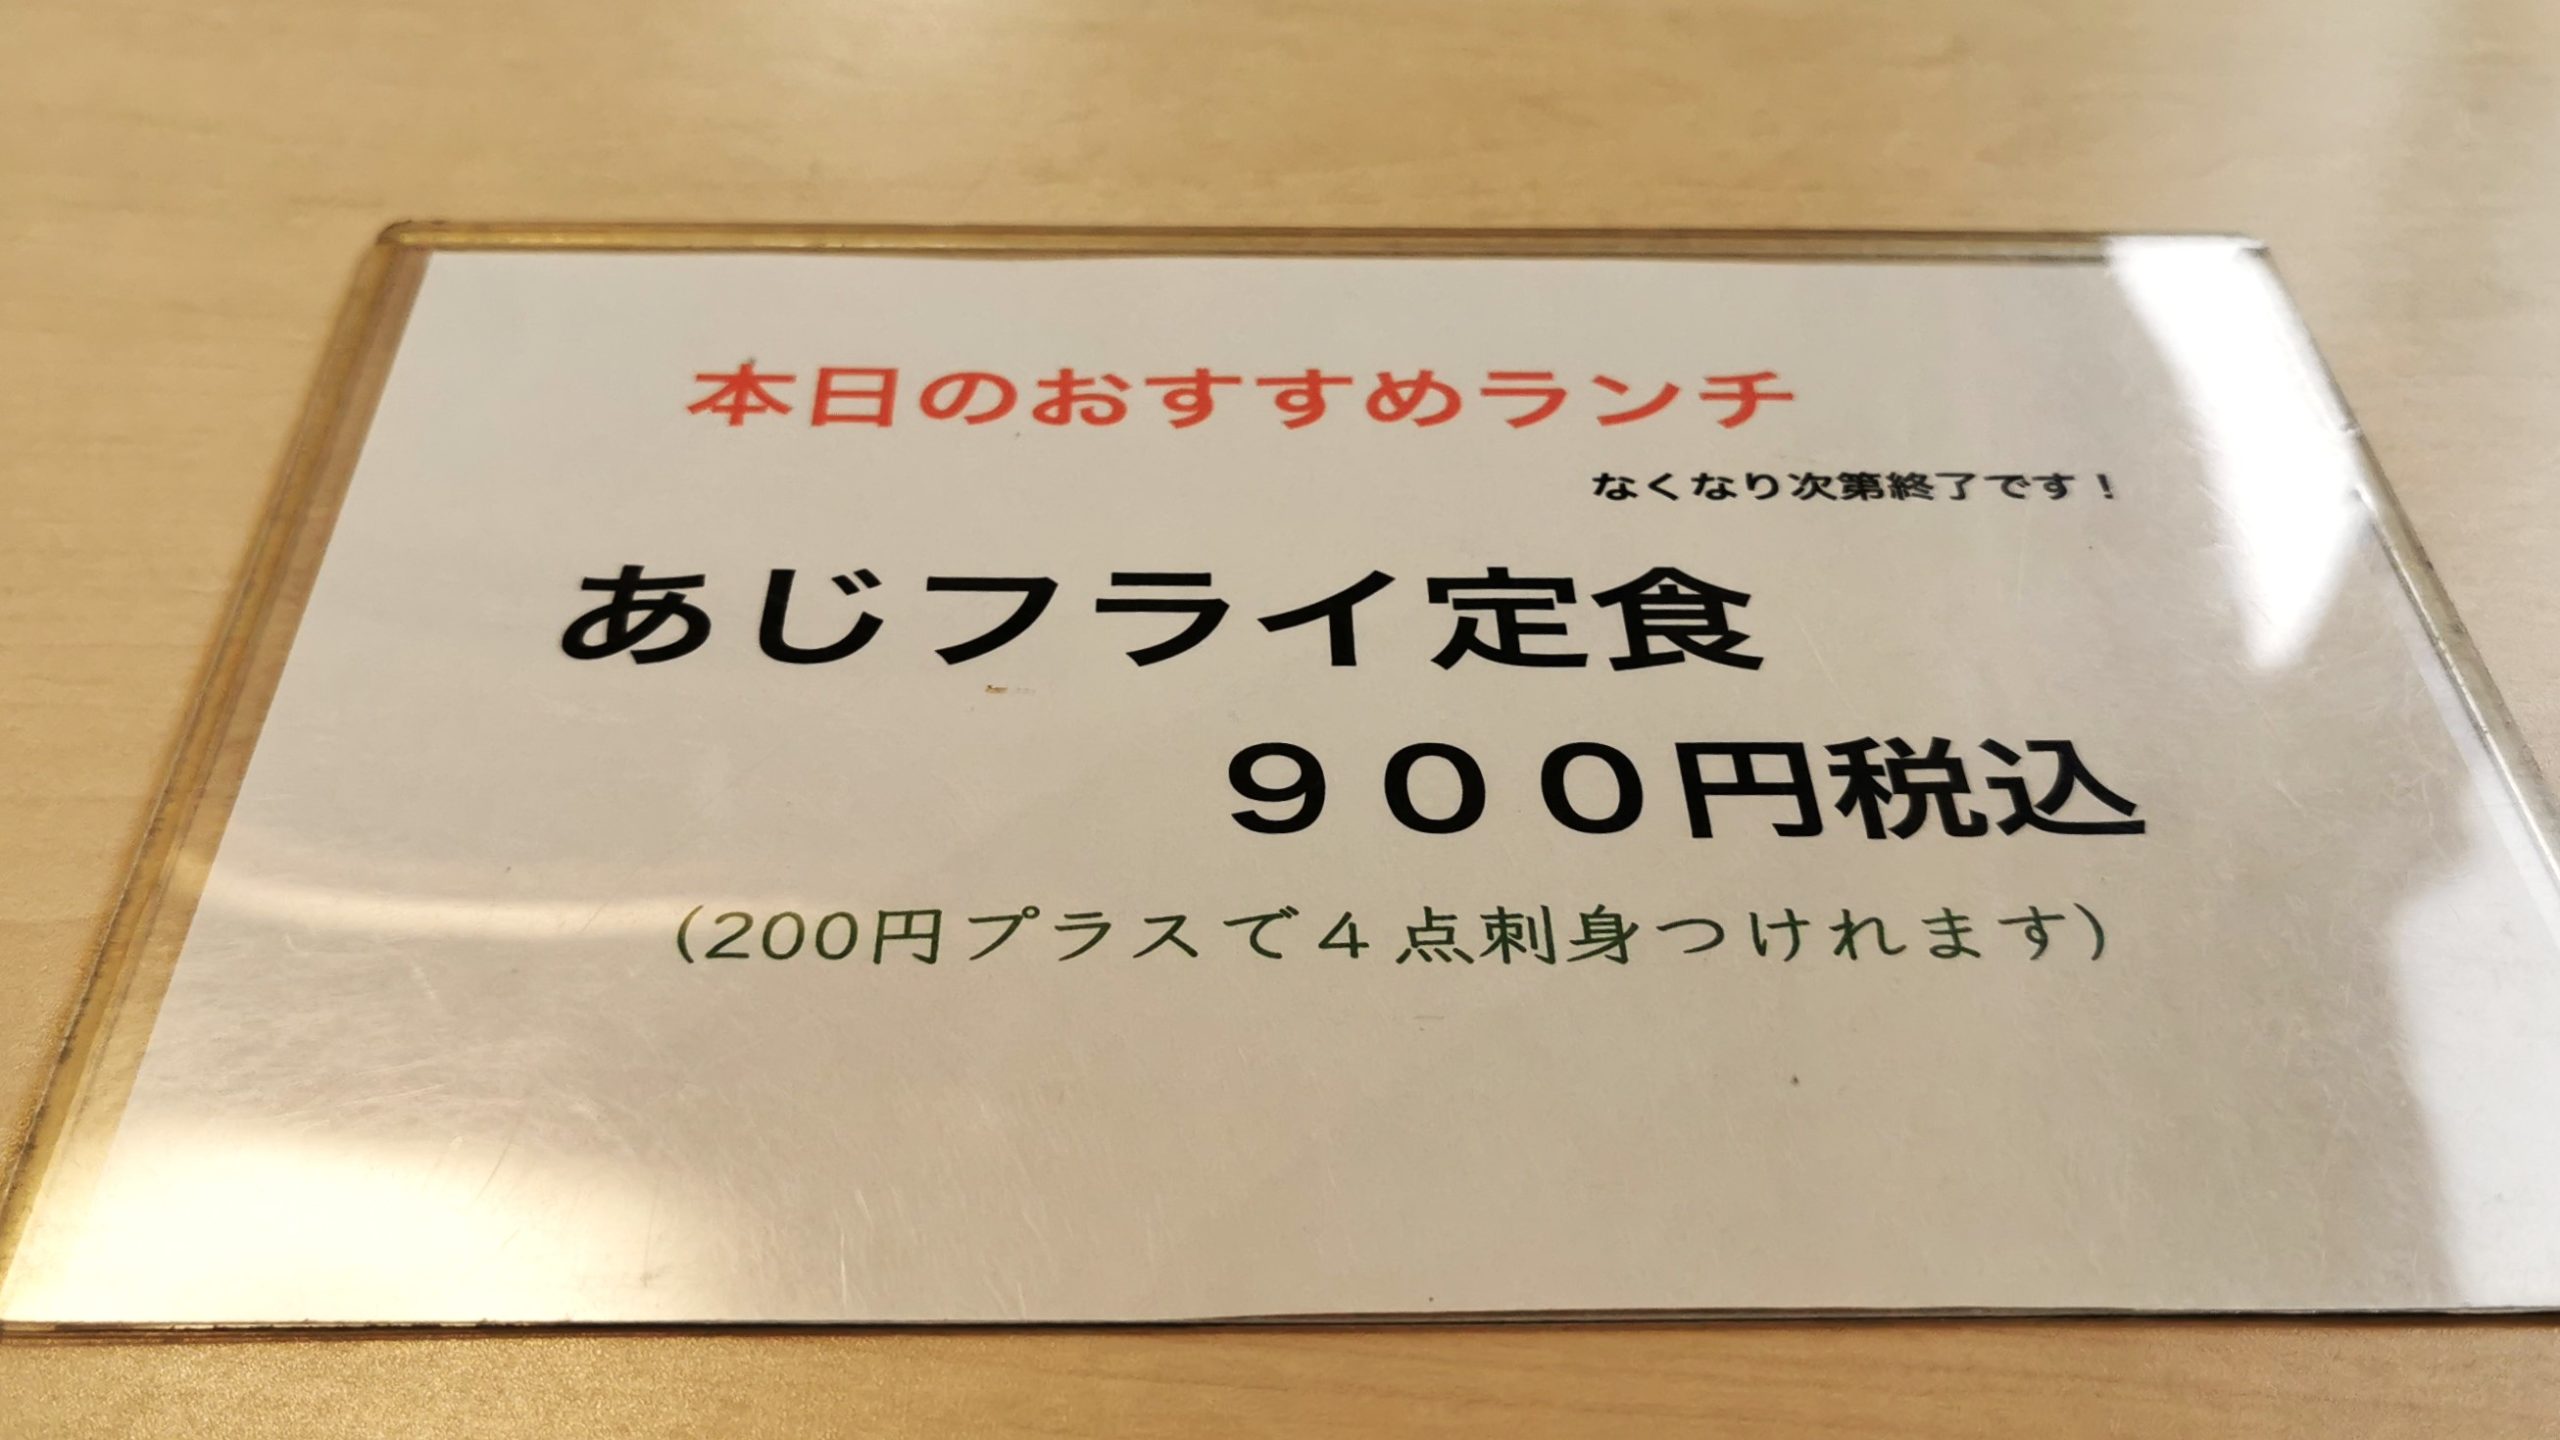 本日のおすすめランチ
なくなり次第終了です！
あじフライ定食
９００円税込
(200円プラスで４点刺身つけれます)